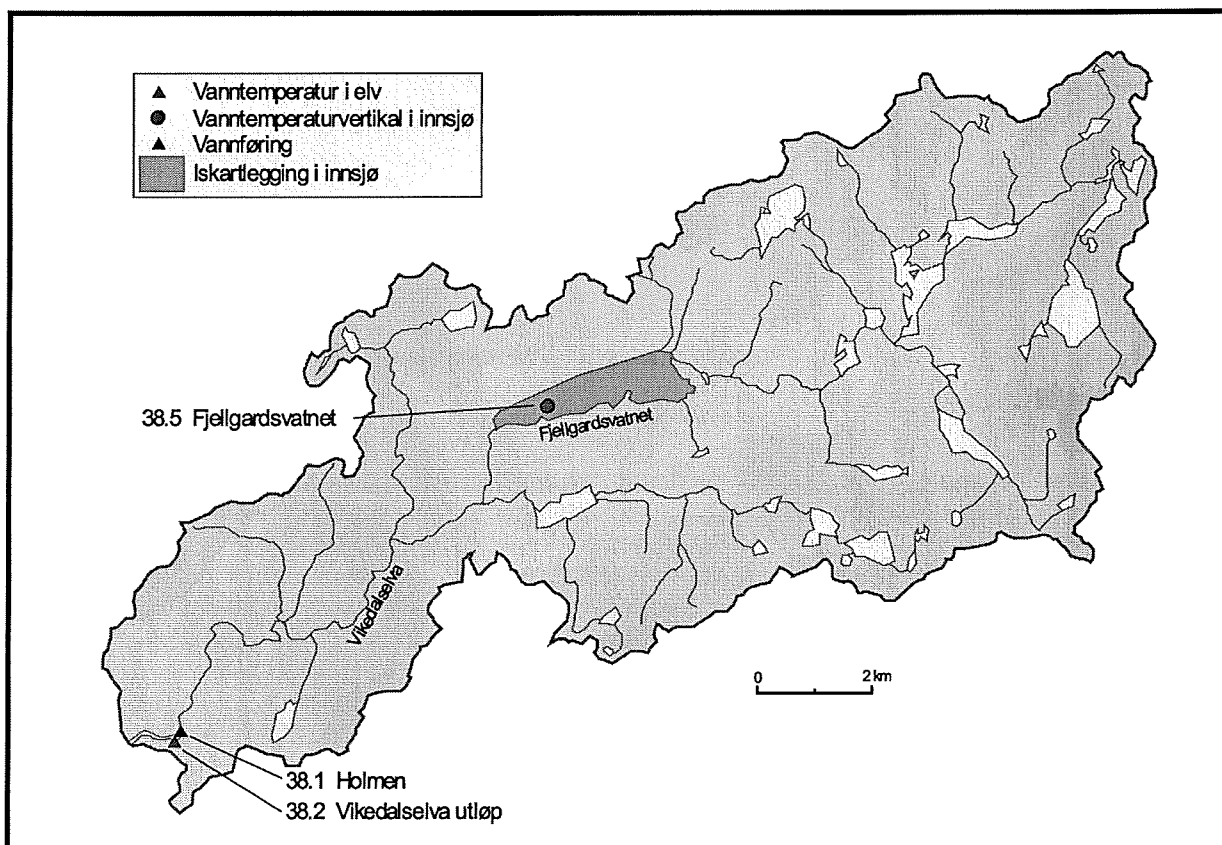 Vanntemperatur i elv
Vanntemperaturvertikal i innsjø
Vannføring
Iskartlegging i innsjø
38.5 Fjellgardsvatnet
Fjellgardsvatnet
Vikedalselva
0 2 km
38.1 Holmen
38.2 Vikedalselva utløp